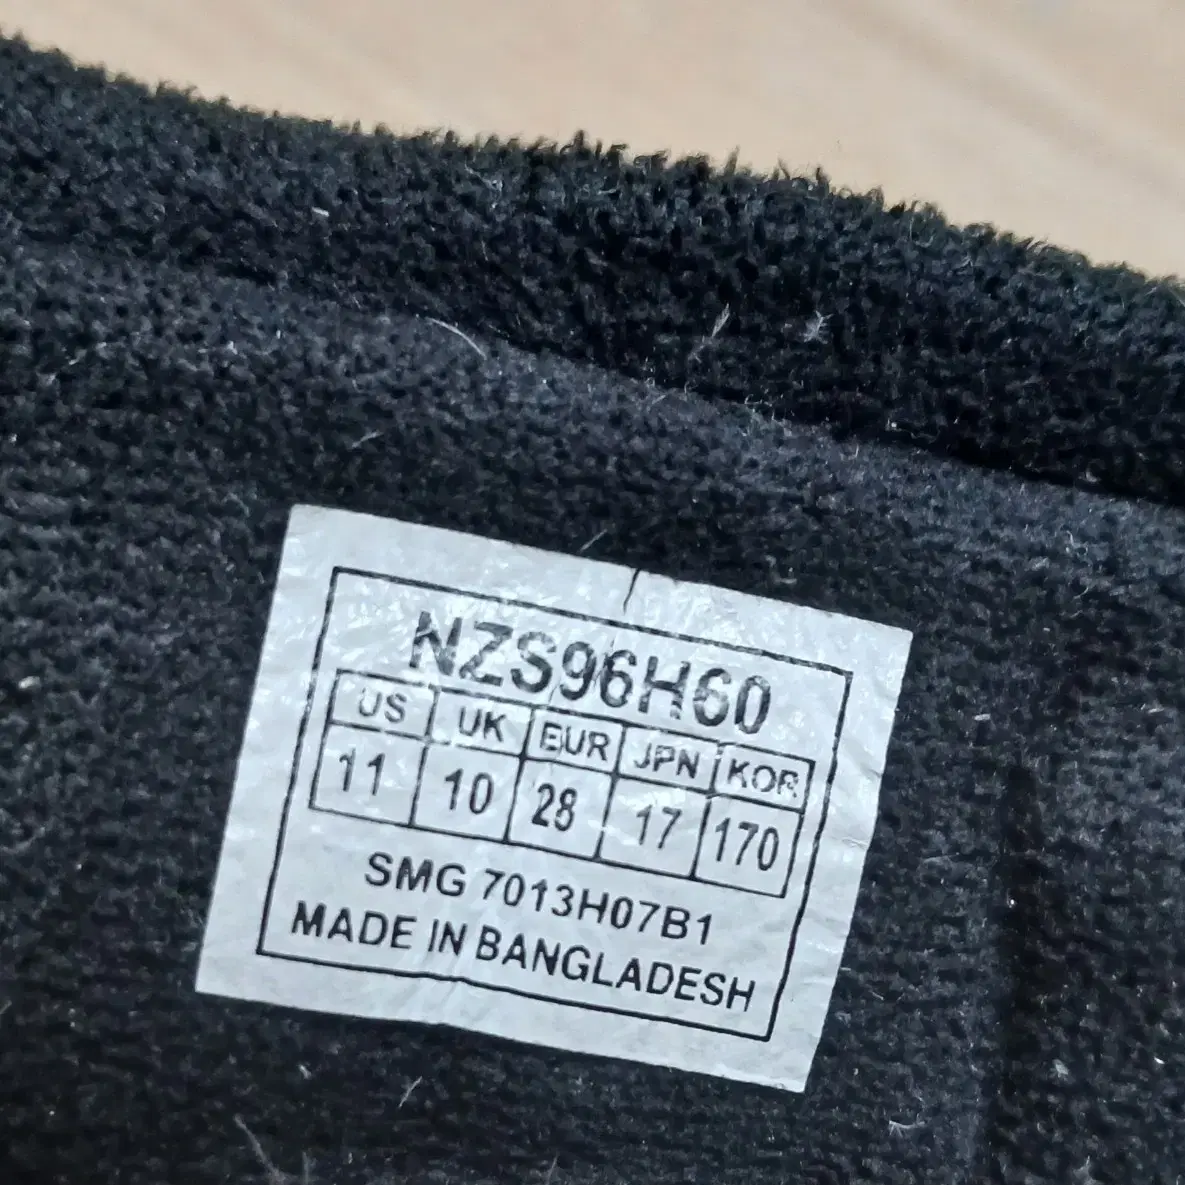 NZS96H60
US UK EUR JPN KOR
11 10 28 17 170
SMG 7013H07B1
MADE IN BANGLADESH